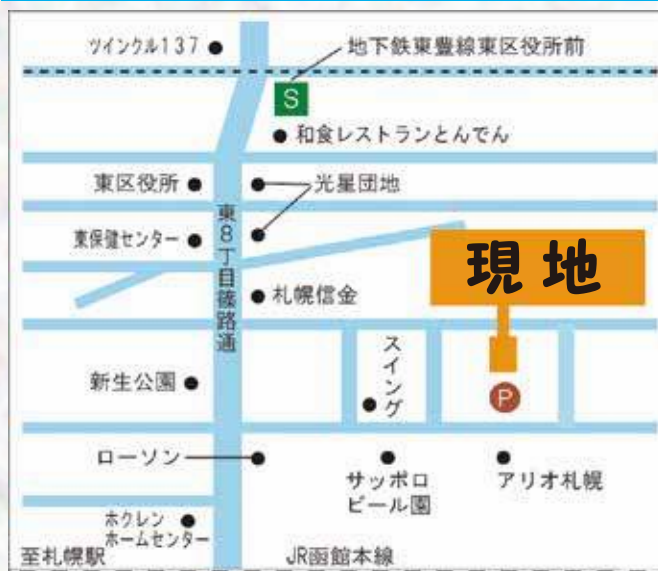 ツインクル137
地下鉄東豊線東区役所前
S
和食レストランとんでん
東区役所
光星団地
東保健センター
東8丁目篠路通
現地
札幌信金
スイング
新生公園
P
ローソン
サッポロ
ビール園
アリオ札幌
ホクレン
ホームセンター
至札幌駅
JR函館本線